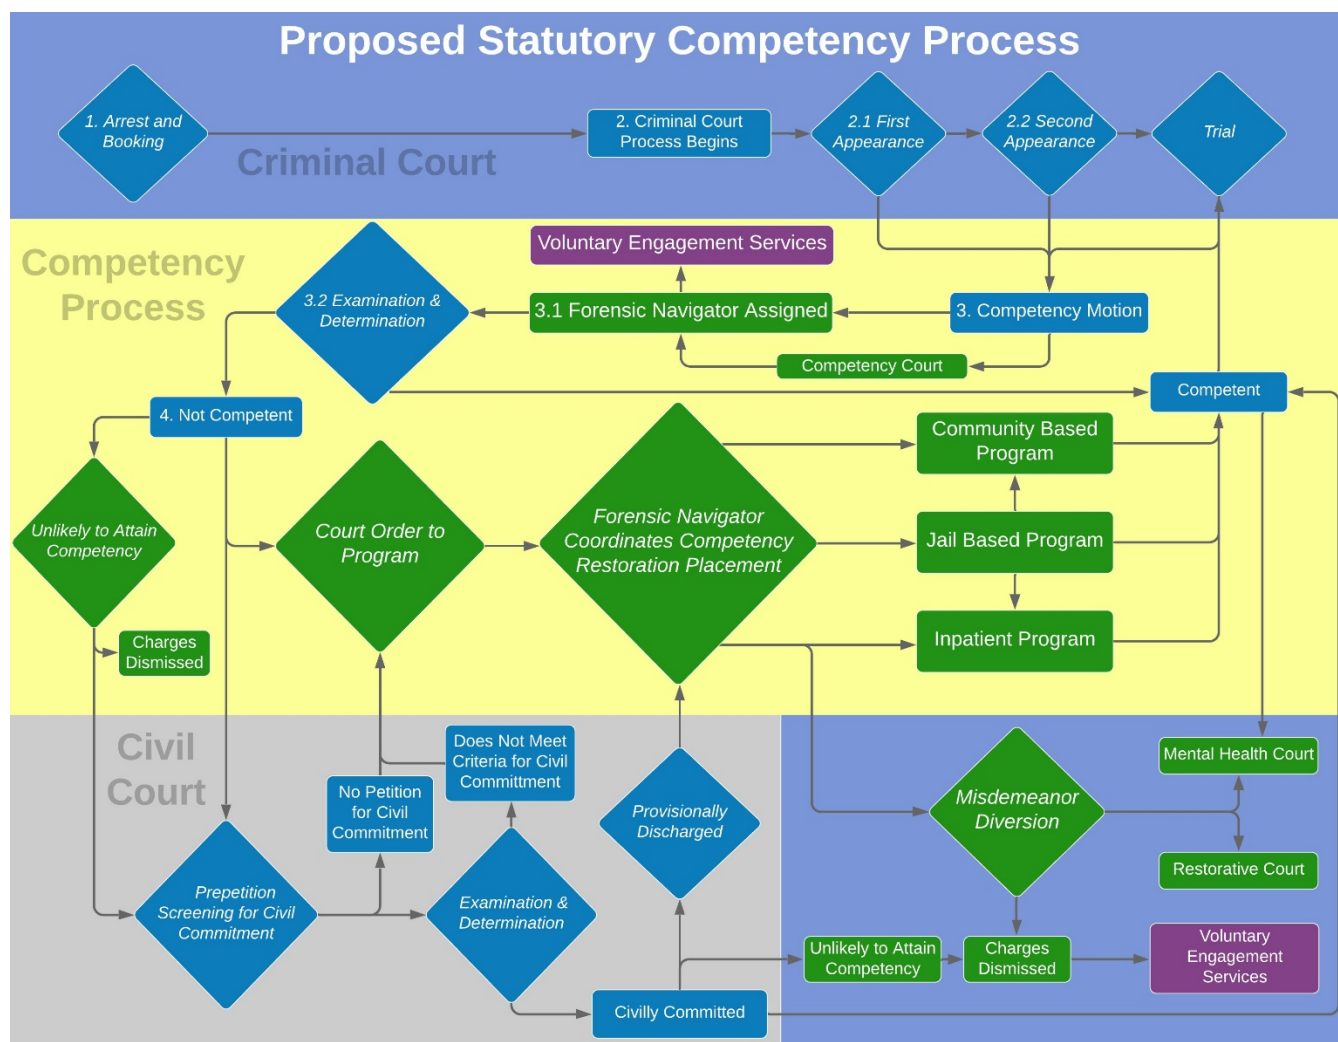 Proposed Statutory Competency Process
1. Arrest and
Booking
2. Criminal Court
Process Begins
2.1 First
Appearance
2.2 Second
Appearance
Trial
Criminal Court
Competency
Process
Voluntary Engagement Services
3.2 Examination &
Determination
3.1 Forensic Navigator Assigned
3. Competency Motion
Competency Court
Competent
4. Not Competent
Unlikely to Attain
Competency
Court Order to
Program
Forensic Navigator
Coordinates Competency
Restoration Placement
Community Based
Program
Jail Based Program
Inpatient Program
Charges
Dismissed
Civil
Court
No Petition
for Civil
Commitment
Does Not Meet
Criteria for Civil
Committment
Provisionally
Discharged
Misdemeanor
Diversion
Mental Health Court
Restorative Court
Prepetition
Screening for Civil
Commitment
Examination &
Determination
Civilly Committed
Unlikely to Attain
Competency
Charges
Dismissed
Voluntary
Engagement
Services